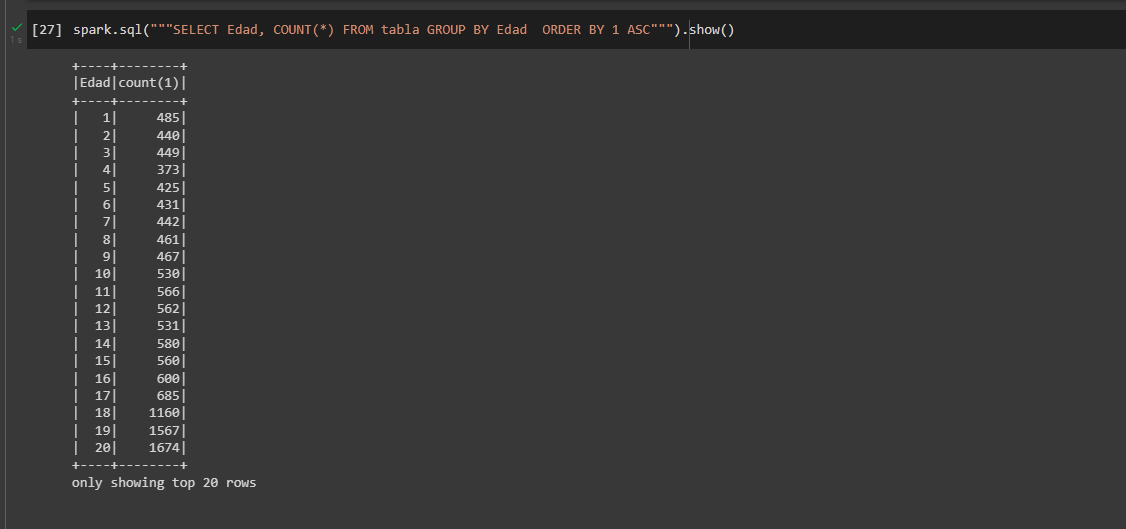 [27] spark.sql("""SELECT Edad, COUNT(*) FROM tabla GROUP BY Edad  ORDER BY 1 ASC""").show()
1s
+----+--------+
|Edad|count(1)|
+----+--------+
|   1|     485|
|   2|     440|
|   3|     449|
|   4|     373|
|   5|     425|
|   6|     431|
|   7|     442|
|   8|     461|
|   9|     467|
|  10|     530|
|  11|     566|
|  12|     562|
|  13|     531|
|  14|     580|
|  15|     560|
|  16|     600|
|  17|     685|
|  18|    1160|
|  19|    1567|
|  20|    1674|
+----+--------+
only showing top 20 rows